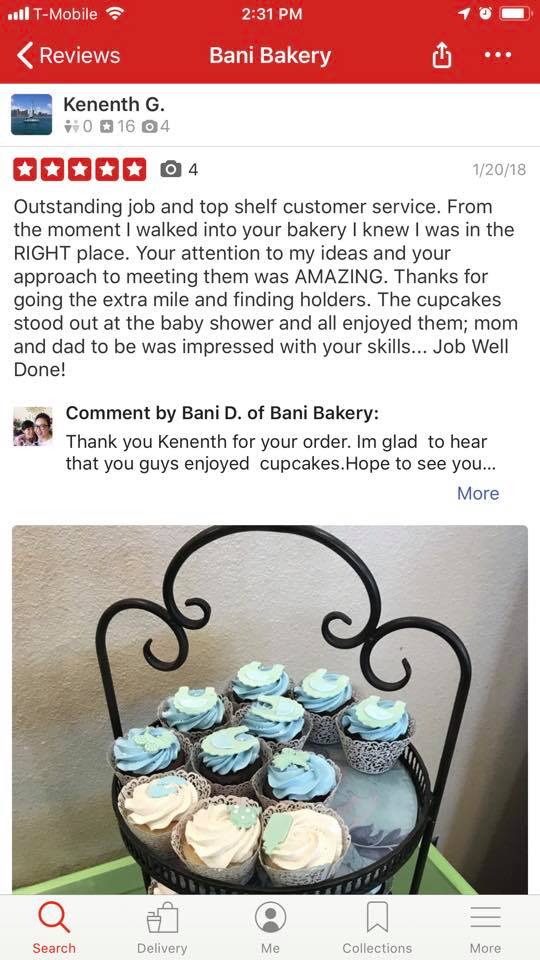 T-Mobile 2:31 PM
Reviews Bani Bakery
Kenenth G.
0 16 4
4 1/20/18
Outstanding job and top shelf customer service. From
the moment I walked into your bakery I knew I was in the
RIGHT place. Your attention to my ideas and your
approach to meeting them was AMAZING. Thanks for
going the extra mile and finding holders. The cupcakes
stood out at the baby shower and all enjoyed them; mom
and dad to be was impressed with your skills... Job Well
Done!
Comment by Bani D. of Bani Bakery:
Thank you Kenenth for your order. Im glad to hear
that you guys enjoyed cupcakes.Hope to see you...
More
Search Delivery Me Collections More